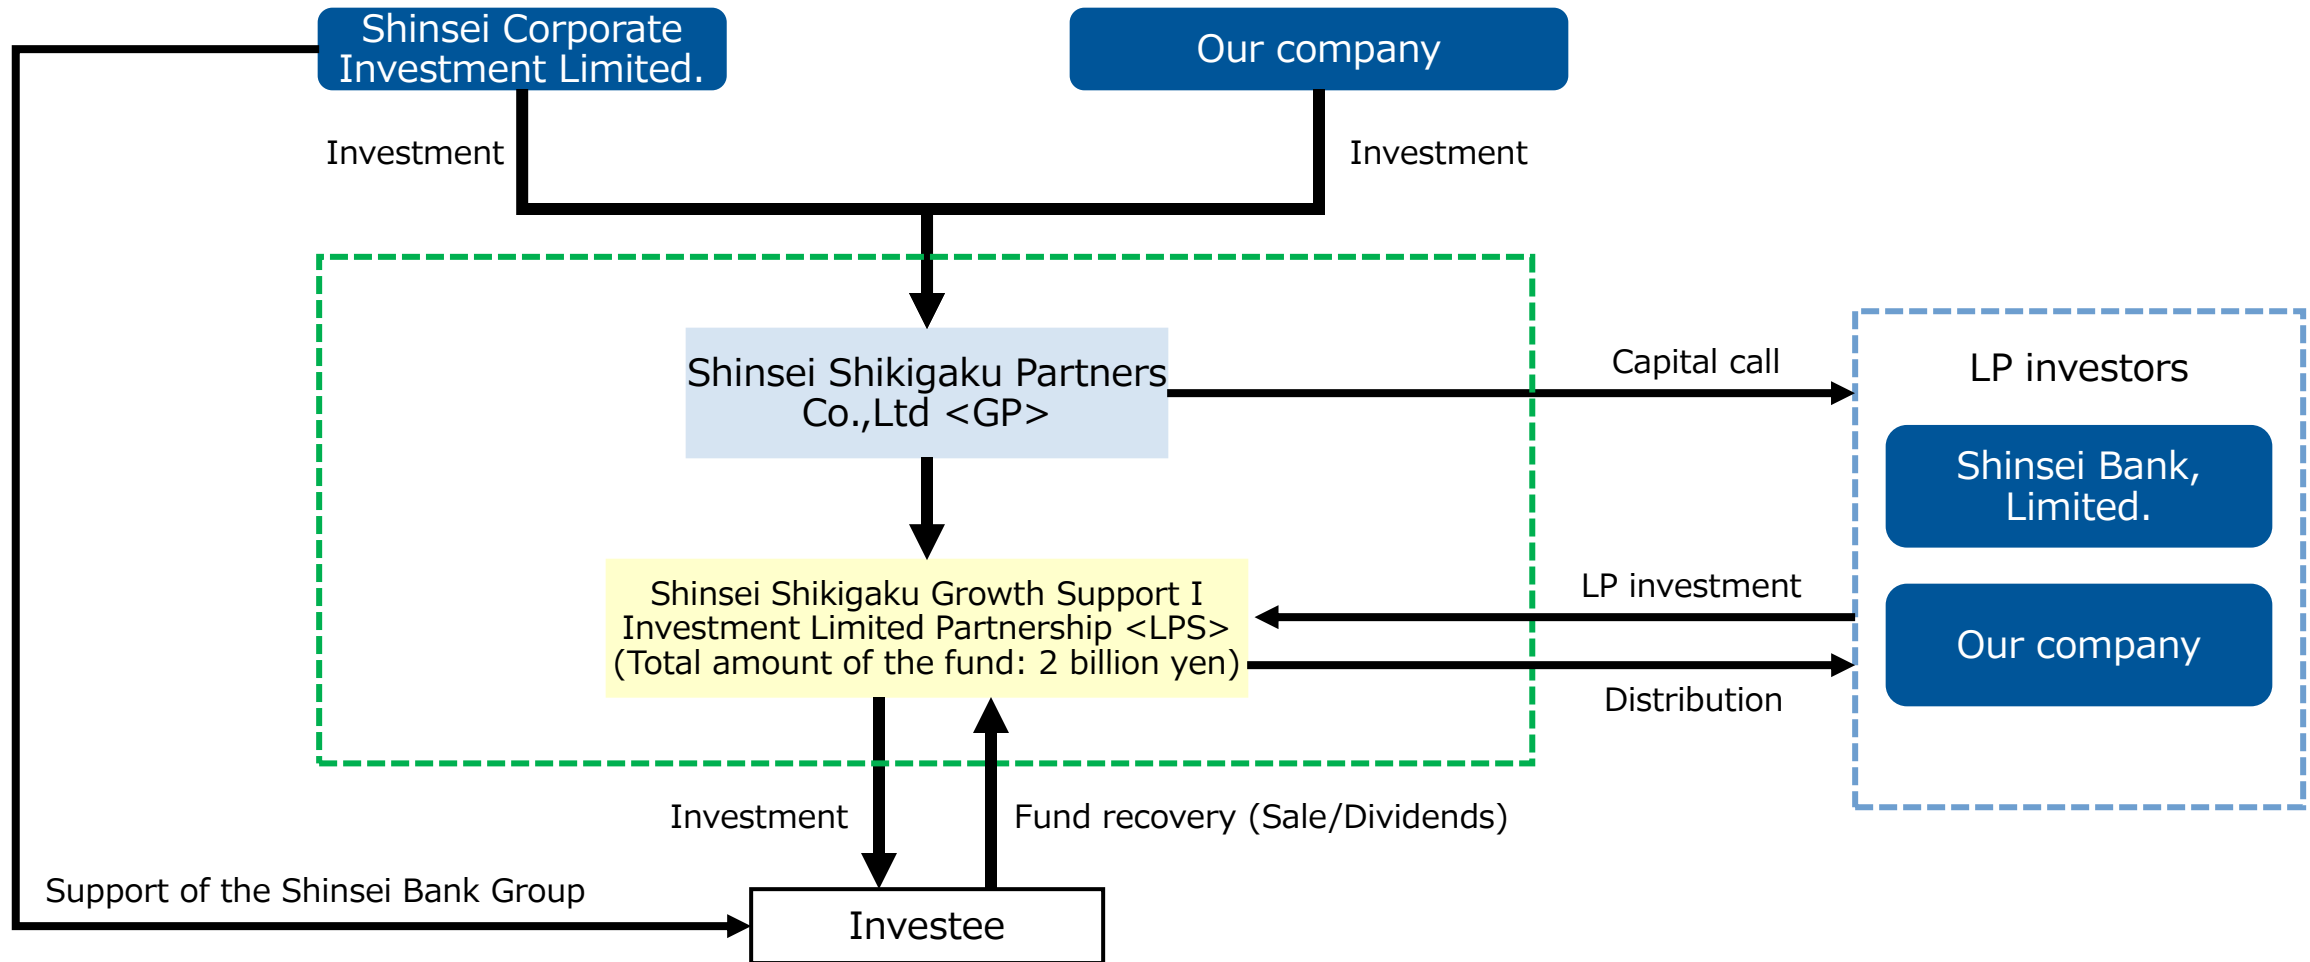 Shinsei Corporate
Investment Limited.
Our company
Investment
Investment
Shinsei Shikigaku Partners
Co.,Ltd <GP>
Capital call
LP investors
Shinsei Bank,
Limited.
Our company
Shinsei Shikigaku Growth Support I
Investment Limited Partnership <LPS>
(Total amount of the fund: 2 billion yen)
LP investment
Distribution
Investment
Fund recovery (Sale/Dividends)
Support of the Shinsei Bank Group
Investee